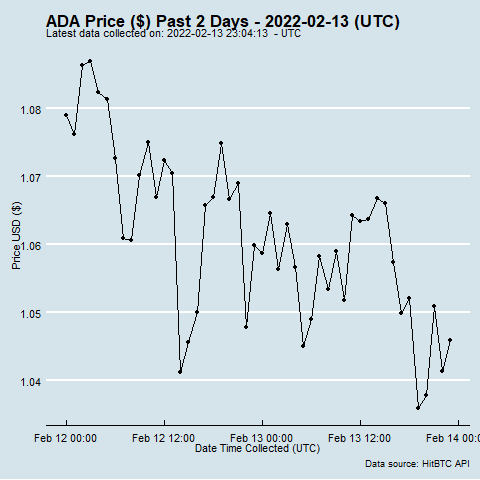 ADA Price ($) Past 2 Days - 2022-02-13 (UTC)
Latest data collected on: 2022-02-13 23:04:13 - UTC
1.08
1.07
1.06
1.05
1.04
Price USD ($)
Feb 12 00:00 Feb 12 12:00 Feb 13 00:00 Feb 13 12:00 Feb 14 00:0
Date Time Collected (UTC)
Data source: HitBTC API